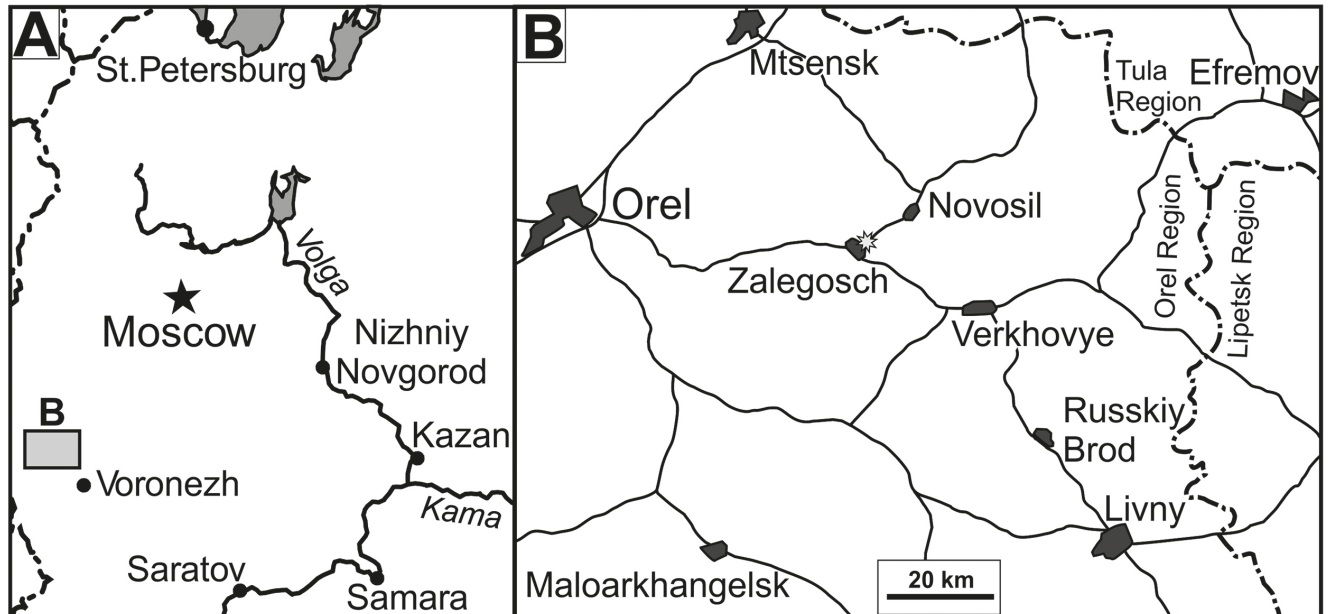 A
St.Petersburg
Volga
Moscow
Nizhniy
Novgorod
B
Kazan
Voronezh
Kama
Saratov
Samara
B
Mtsensk
Tula
Region
Efremov
Orel
Novosil
Zalegosch
Orel Region
Lipetsk Region
Verkhovye
Russkiy
Brod
Livny
Maloarkhangelsk
20 km